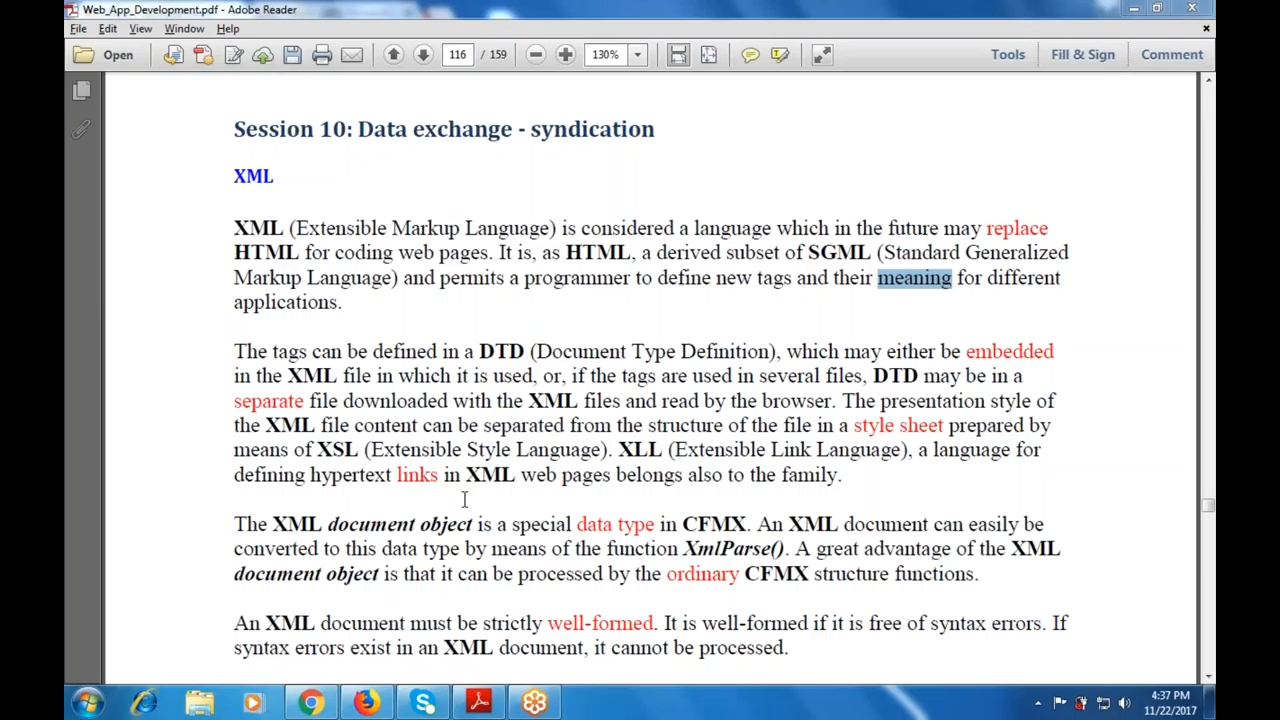 Web_App_Development.pdf - Adobe Reader
File Edit View Window Help
Open 116 / 159 130% Tools Fill & Sign Comment
Session 10: Data exchange - syndication
XML
XML (Extensible Markup Language) is considered a language which in the future may replace
HTML for coding web pages. It is, as HTML, a derived subset of SGML (Standard Generalized
Markup Language) and permits a programmer to define new tags and their meaning for different
applications.
The tags can be defined in a DTD (Document Type Definition), which may either be embedded
in the XML file in which it is used, or, if the tags are used in several files, DTD may be in a
separate file downloaded with the XML files and read by the browser. The presentation style of
the XML file content can be separated from the structure of the file in a style sheet prepared by
means of XSL (Extensible Style Language). XLL (Extensible Link Language), a language for
defining hypertext links in XML web pages belongs also to the family.
The XML document object is a special data type in CFMX. An XML document can easily be
converted to this data type by means of the function XmlParse(). A great advantage of the XML
document object is that it can be processed by the ordinary CFMX structure functions.
An XML document must be strictly well-formed. It is well-formed if it is free of syntax errors. If
syntax errors exist in an XML document, it cannot be processed.
4:37 PM
11/22/2017